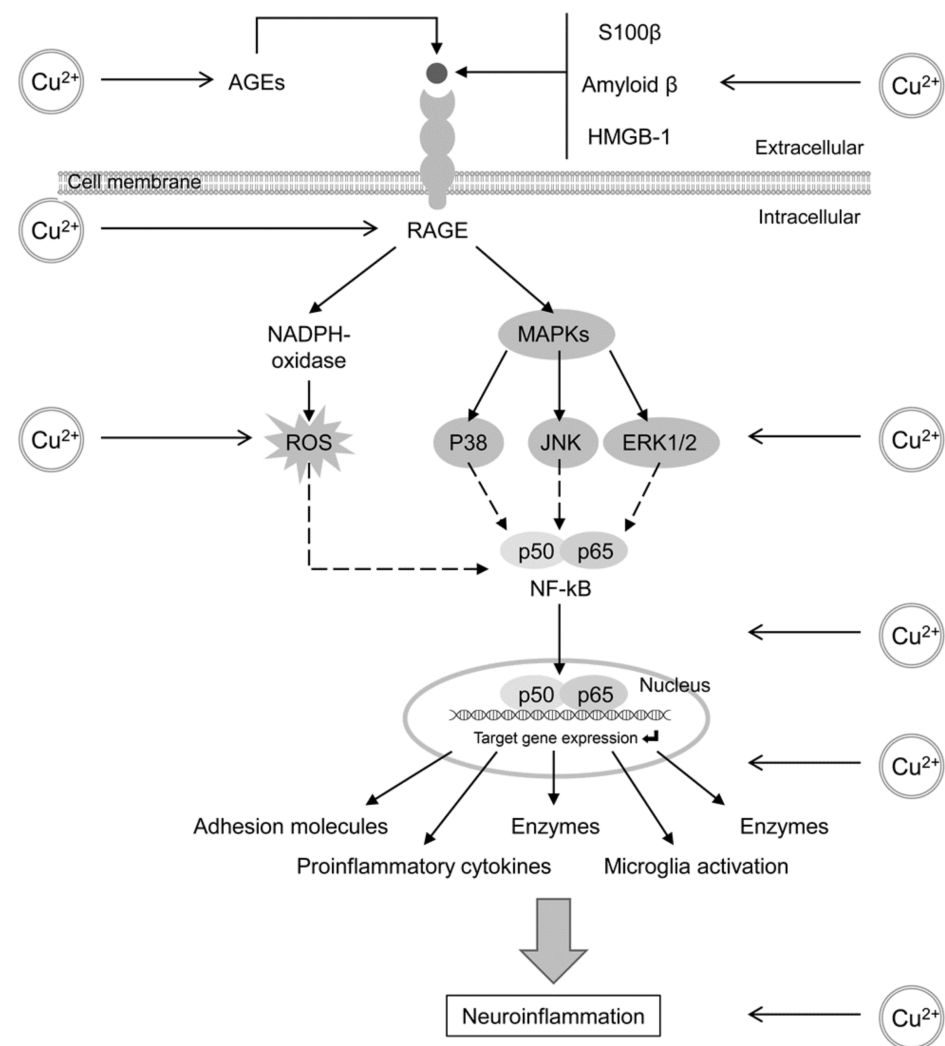 S100β
Cu2+
AGEs
Amyloid β
Cu2+
HMGB-1
Extracellular
Cell membrane
Intracellular
Cu2+
RAGE
NADPH-
oxidase
MAPKs
Cu2+
ROS
P38
JNK
ERK1/2
Cu2+
p50
p65
NF-kB
Cu2+
p50
p65
Nucleus
Target gene expression
Cu2+
Adhesion molecules
Enzymes
Enzymes
Proinflammatory cytokines
Microglia activation
Neuroinflammation
Cu2+